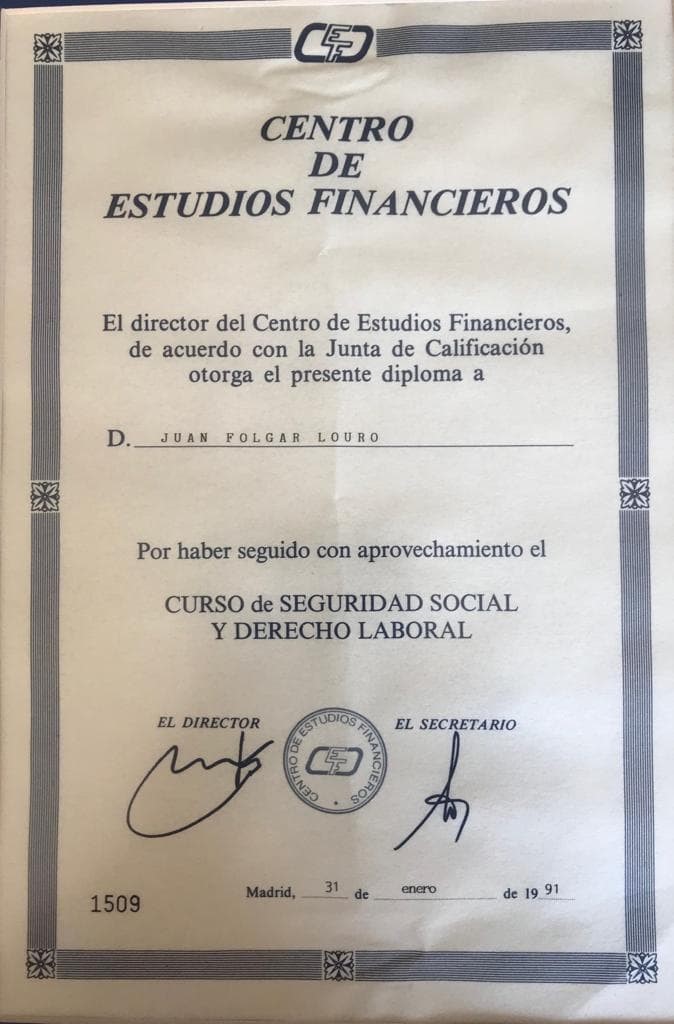 CEF
CENTRO
DE
ESTUDIOS FINANCIEROS
El director del Centro de Estudios Financieros,
de acuerdo con la Junta de Calificación
otorga el presente diploma a
D. JUAN FOLGAR LOURO
Por haber seguido con aprovechamiento el
CURSO de SEGURIDAD SOCIAL
Y DERECHO LABORAL
EL DIRECTOR
EL SECRETARIO
CENTRO DE ESTUDIOS FINANCIEROS
CEF
Madrid, 31 de enero de 1991
1509